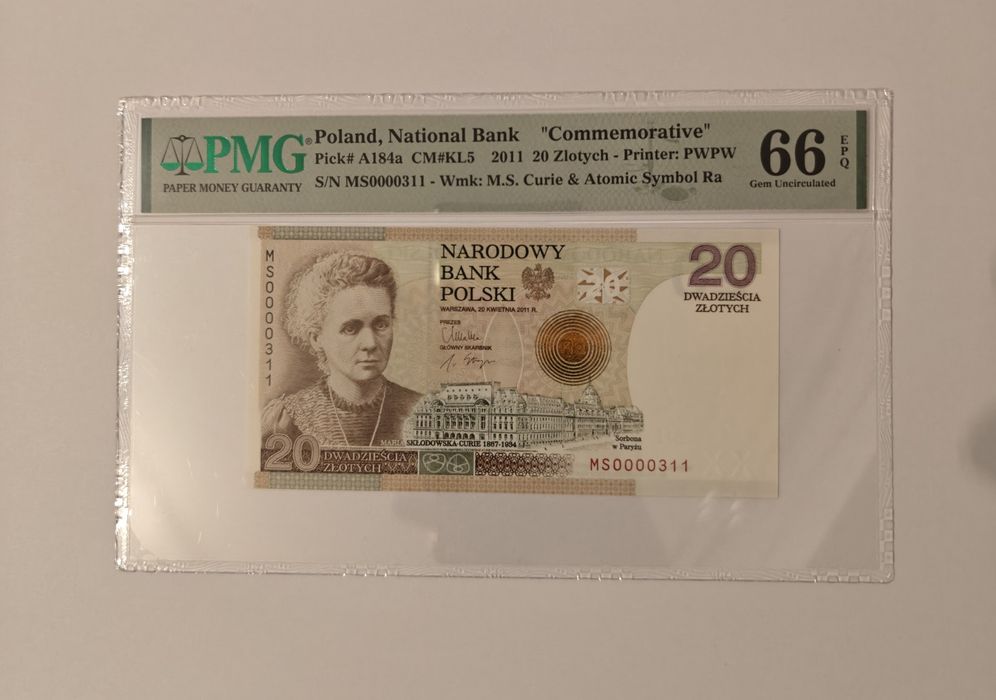 PMG®
PAPER MONEY GUARANTY
Poland, National Bank "Commemorative"
Pick# A184a CM#KL5 2011 20 Zlotych - Printer: PWPW
S/N MS0000311 - Wmk: M.S. Curie & Atomic Symbol Ra
66
EPQ
Gem Uncirculated
MS0000311
NARODOWY
BANK
POLSKI
WARSZAWA, 20 KWIETNIA 2011 R.
PREZES
GŁÓWNY SKARBNIK
20
DWADZIEŚCIA
ZŁOTYCH
MARIA SKŁODOWSKA-CURIE 1867-1934
Sorbona
w Paryżu
20 DWADZIEŚCIA
ZŁOTYCH
MS0000311